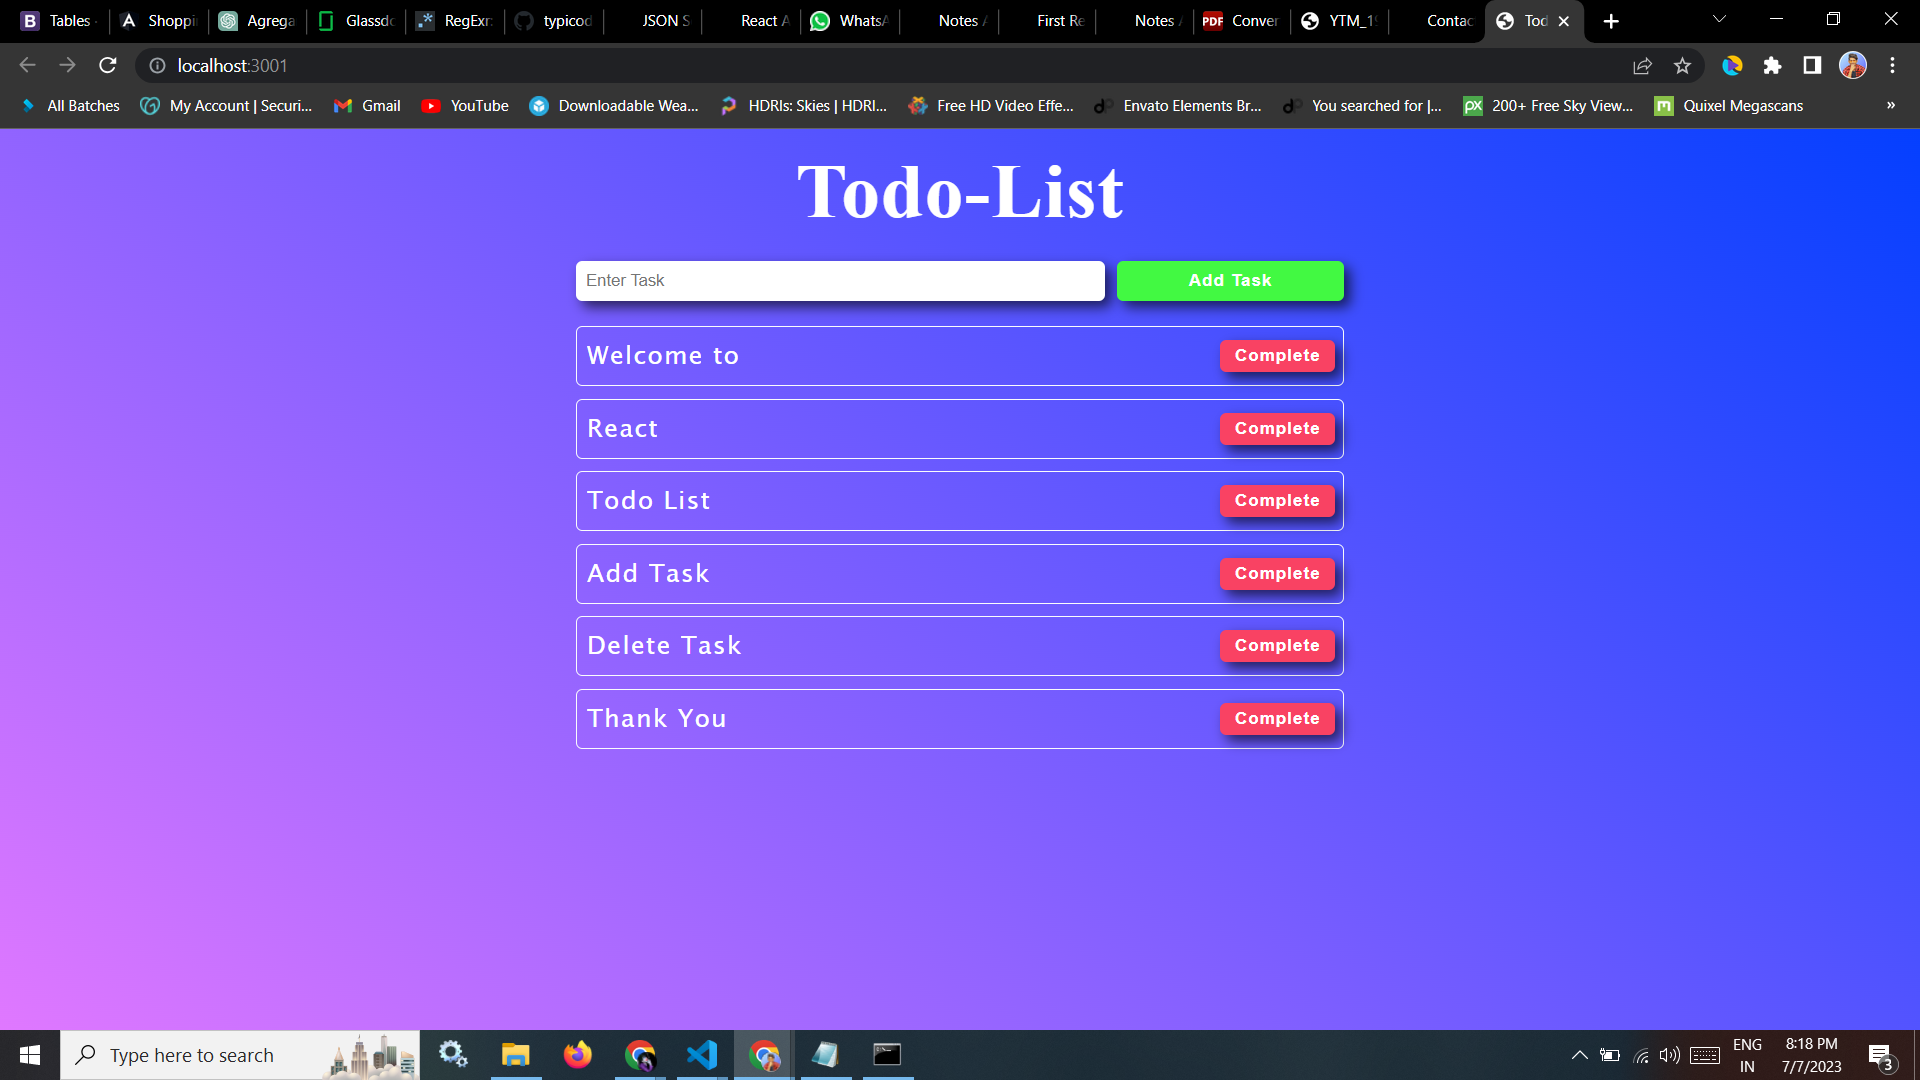 Tables
Shoppi
Agrega
Glassdo
RegExr:
typicod
JSON S
React A
WhatsA
Notes
First Re
Notes
PDF
Conver
YTM_19
Contac
Tod
localhost:3001
All Batches
My Account | Securi...
Gmail
YouTube
Downloadable Wea...
HDRIs: Skies | HDRI...
Free HD Video Effe...
Envato Elements Br...
You searched for |...
200+ Free Sky View...
Quixel Megascans
»
Todo-List
Enter Task
Add Task
Welcome to
Complete
React
Complete
Todo List
Complete
Add Task
Complete
Delete Task
Complete
Thank You
Complete
Type here to search
ENG
IN
8:18 PM
7/7/2023
3